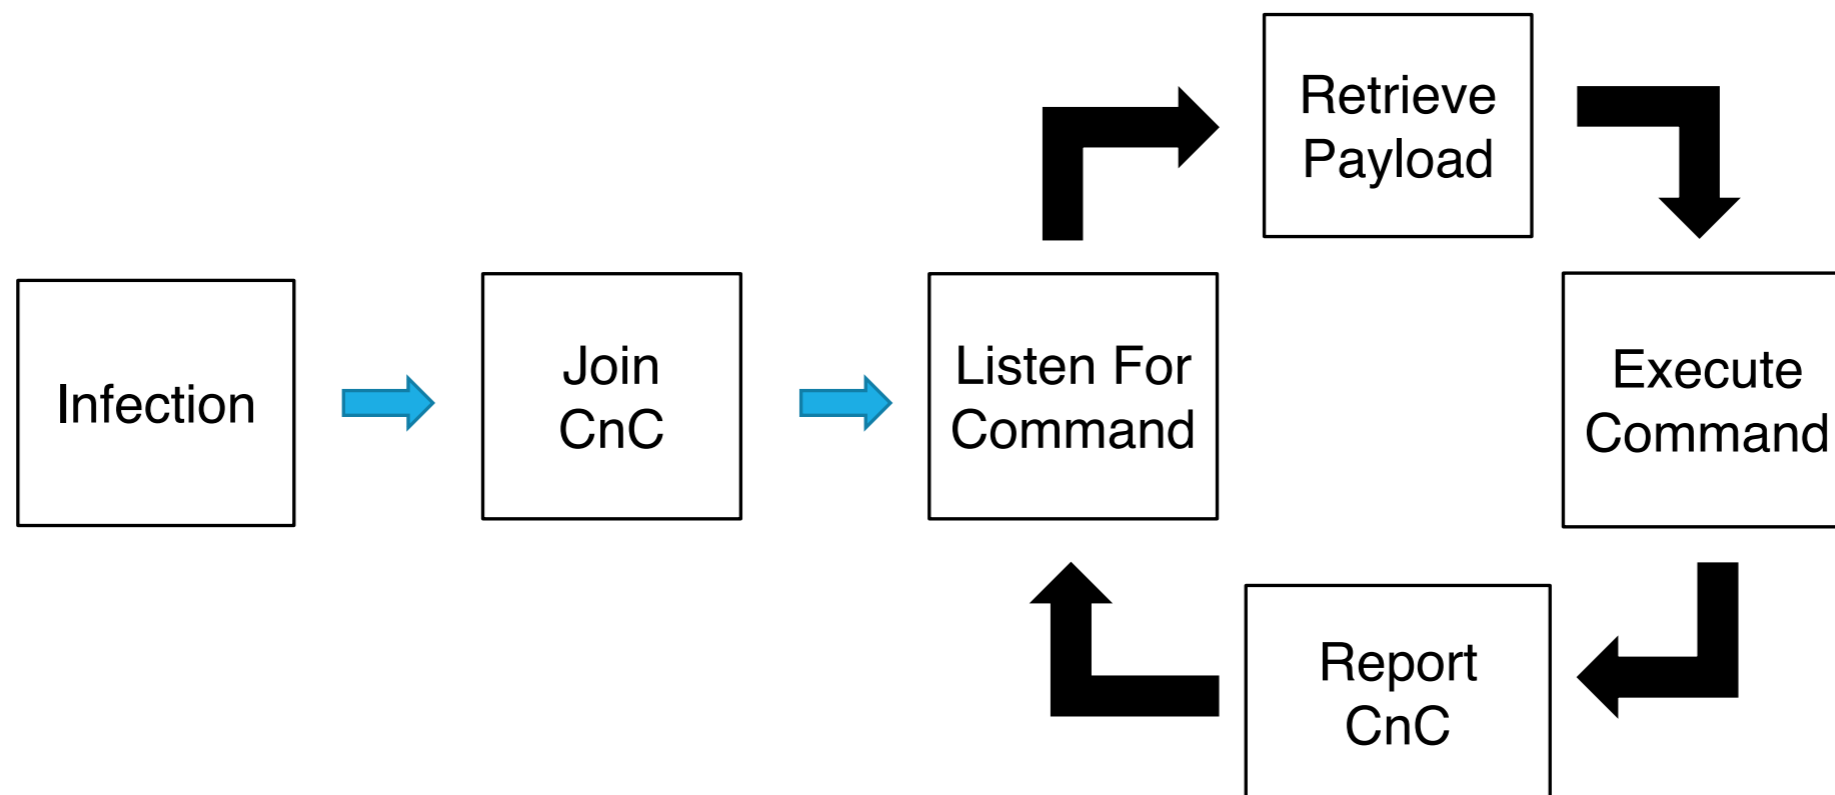 Infection
Join
CnC
Listen For
Command
Retrieve
Payload
Execute
Command
Report
CnC